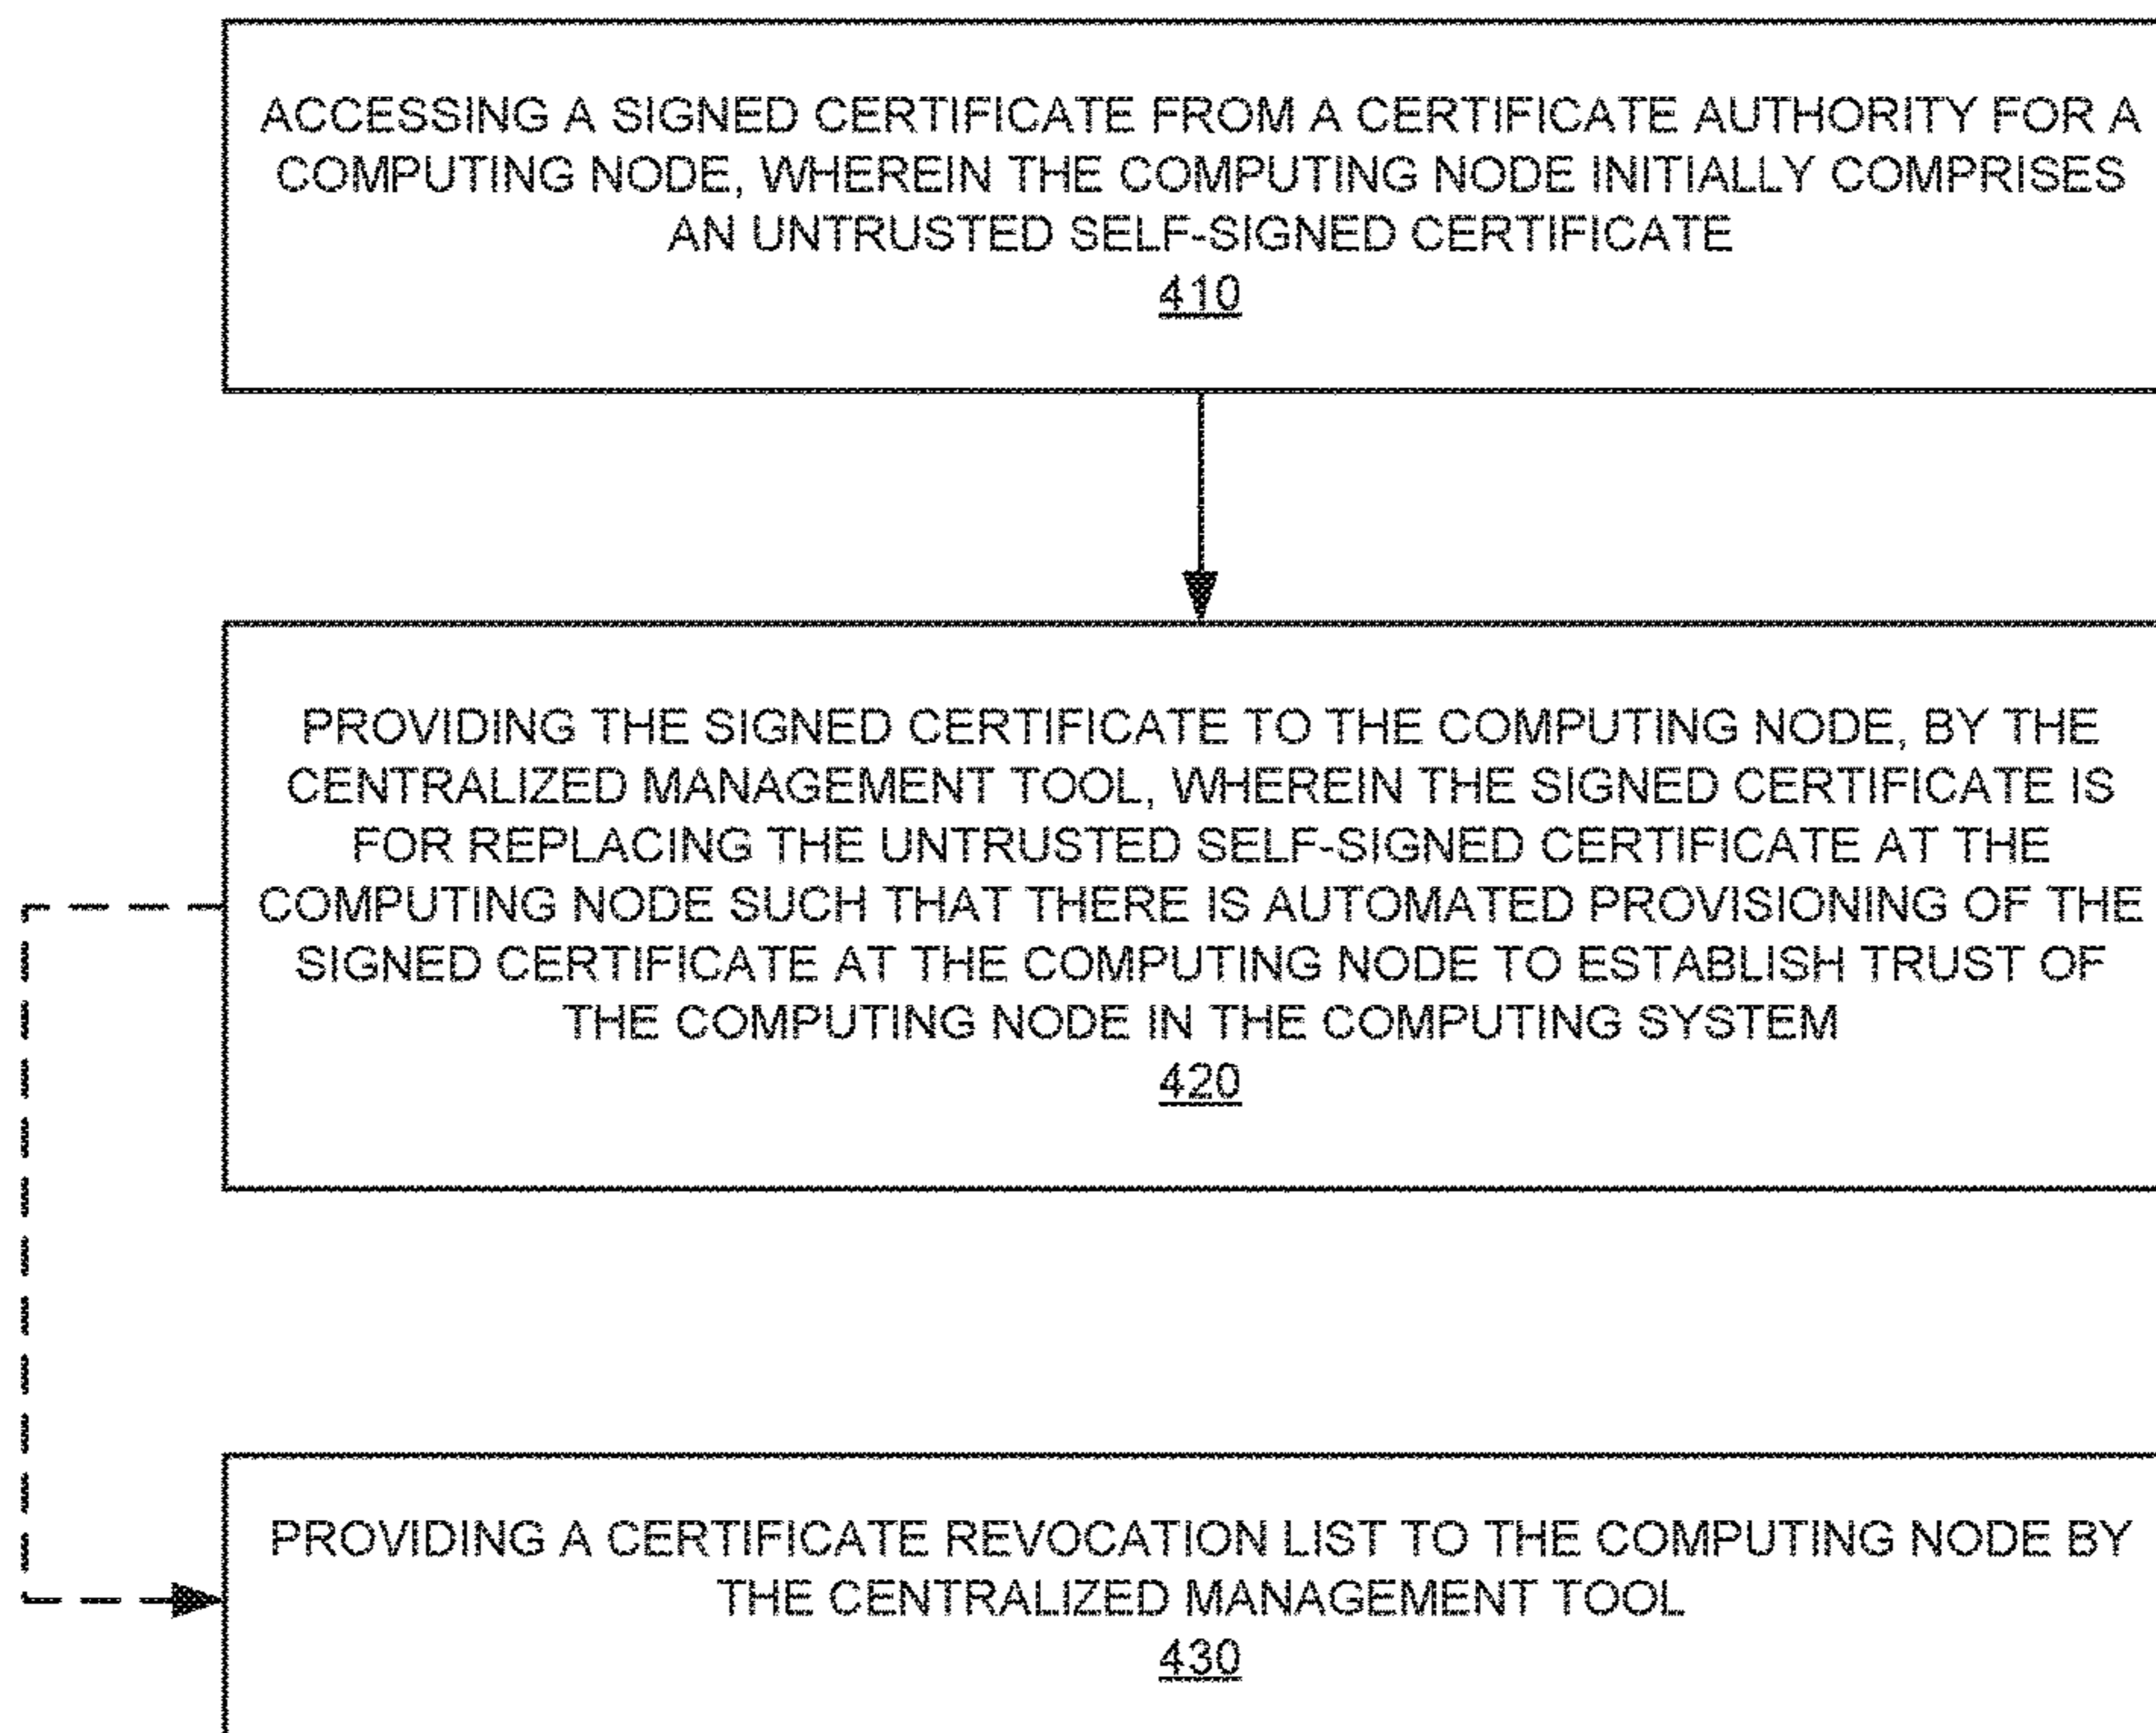 ACCESSING A SIGNED CERTIFICATE FROM A CERTIFICATE AUTHORITY FOR A
COMPUTING NODE, WHEREIN THE COMPUTING NODE INITIALLY COMPRISES
AN UNTRUSTED SELF-SIGNED CERTIFICATE
410
PROVIDING THE SIGNED CERTIFICATE TO THE COMPUTING NODE, BY THE
CENTRALIZED MANAGEMENT TOOL, WHEREIN THE SIGNED CERTIFICATE IS
FOR REPLACING THE UNTRUSTED SELF-SIGNED CERTIFICATE AT THE
COMPUTING NODE SUCH THAT THERE IS AUTOMATED PROVISIONING OF THE
SIGNED CERTIFICATE AT THE COMPUTING NODE TO ESTABLISH TRUST OF
THE COMPUTING NODE IN THE COMPUTING SYSTEM
420
PROVIDING A CERTIFICATE REVOCATION LIST TO THE COMPUTING NODE BY
THE CENTRALIZED MANAGEMENT TOOL
430